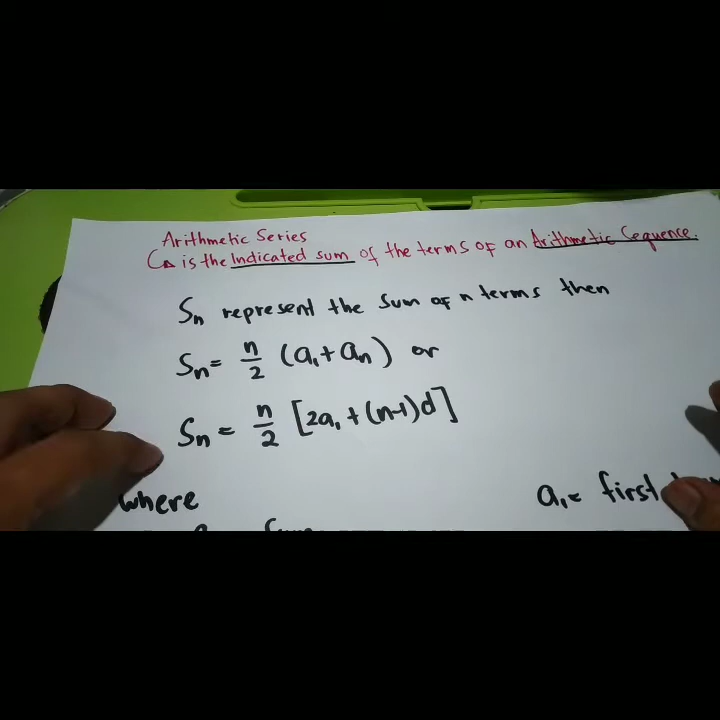 Arithmetic Series
is the Indicated sum of the terms of an Arithmetic Sequence.
Sn represent the sum of n terms then
Sn = n/2 (a₁ + an) or
Sn = n/2 [2a₁ + (n-1)d]
where
a₁ = first